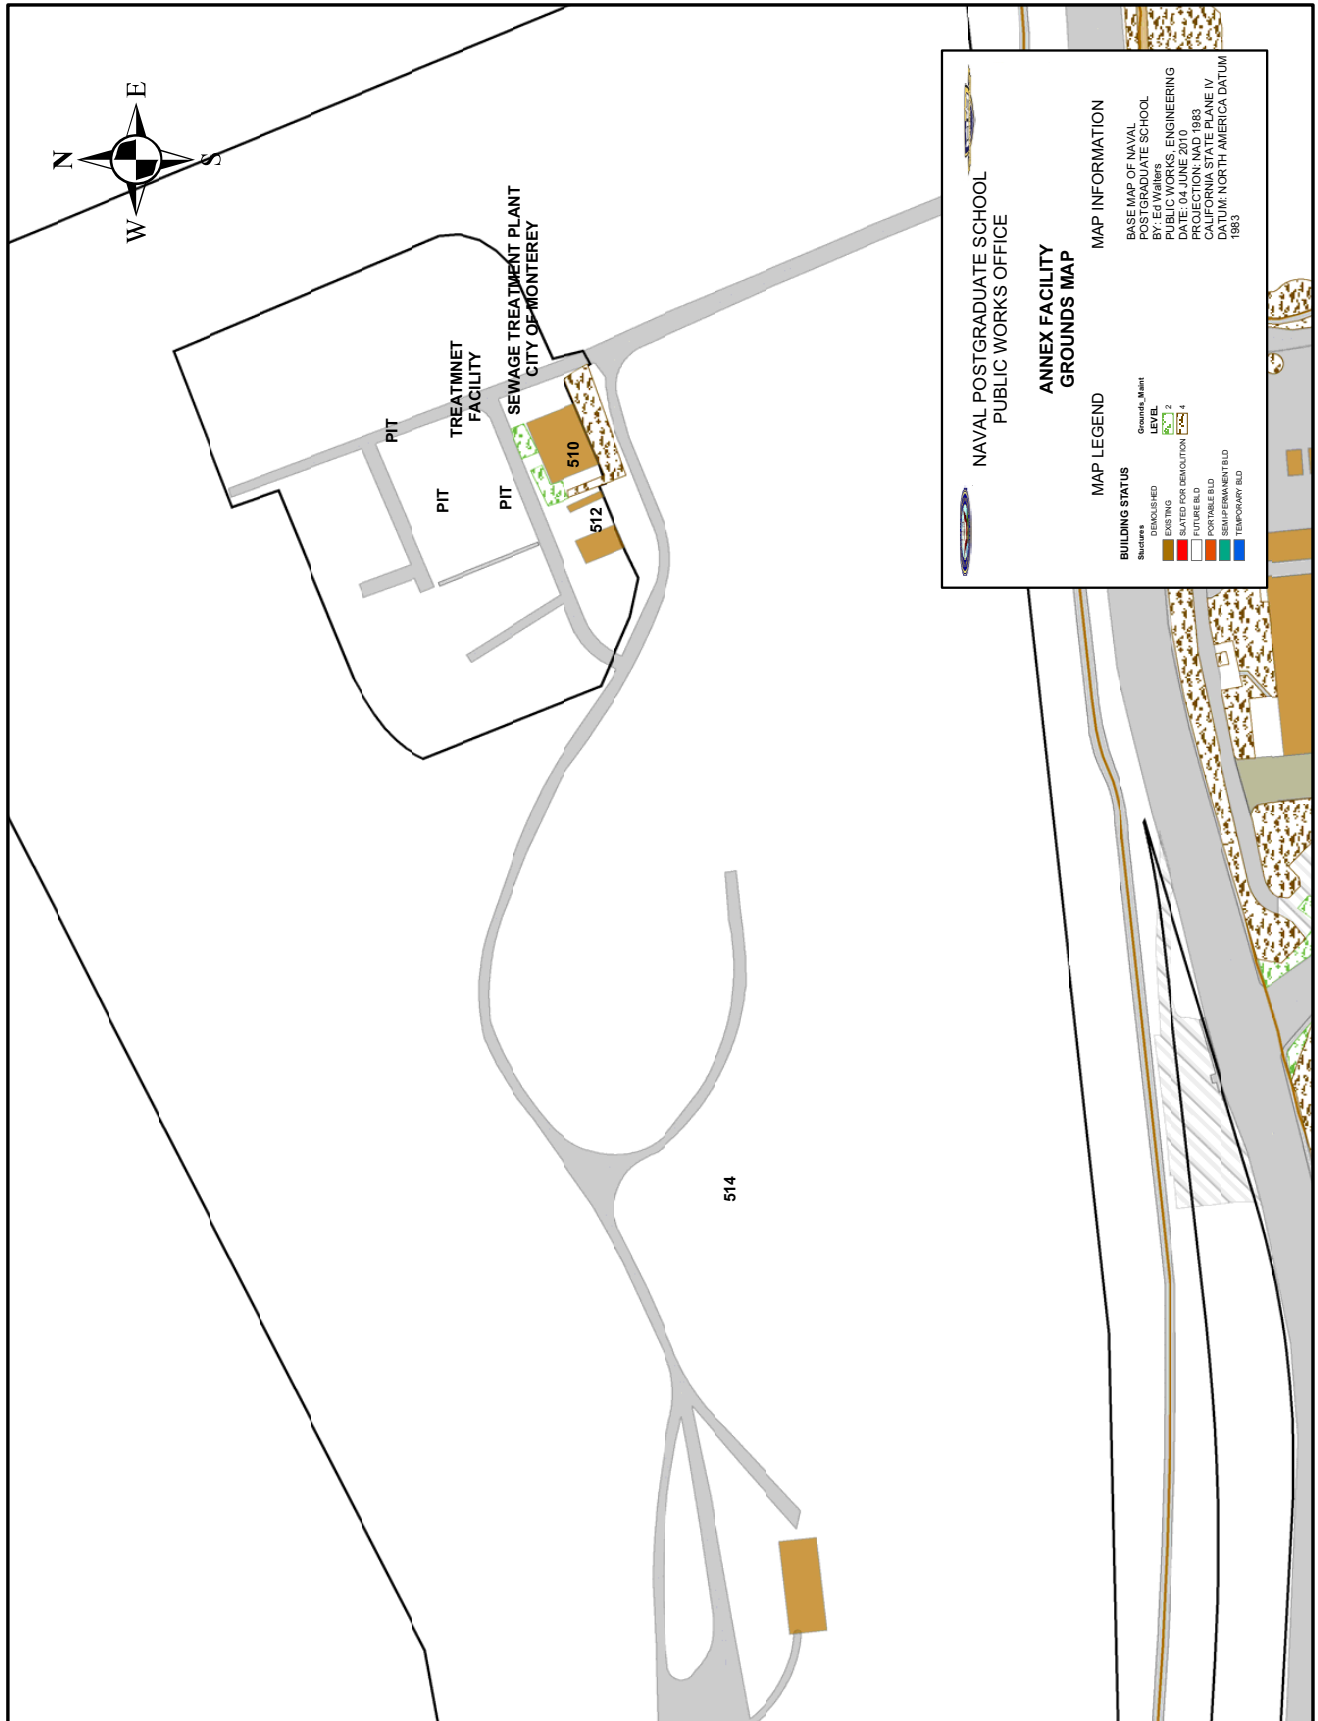 N
E
S
W
SEWAGE TREATMENT PLANT
CITY OF MONTEREY
TREATMNET
FACILITY
PIT
PIT
PIT
510
512
514
NAVAL POSTGRADUATE SCHOOL
PUBLIC WORKS OFFICE
ANNEX FACILITY
GROUNDS MAP
MAP LEGEND
BUILDING STATUS
Stuctures
DEMOLISHED
EXISTING
SLATED FOR DEMOLITION
FUTURE BLD
PORTABLE BLD
SEMI-PERMANENT BLD
TEMPORARY BLD
Grounds_Maint
LEVEL
2
4
MAP INFORMATION
BASE MAP OF NAVAL
POSTGRADUATE SCHOOL
BY: Ed Walters
PUBLIC WORKS, ENGINEERING
DATE: 04 JUNE 2010
PROJECTION: NAD 1983
CALIFORNIA STATE PLANE IV
DATUM: NORTH AMERICA DATUM
1983